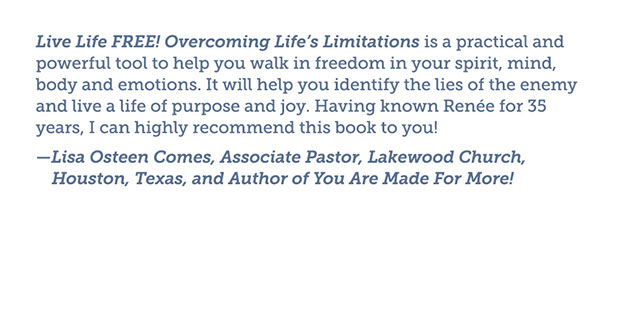 Live Life FREE! Overcoming Life’s Limitations is a practical and
powerful tool to help you walk in freedom in your spirit, mind,
body and emotions. It will help you identify the lies of the enemy
and live a life of purpose and joy. Having known Renée for 35
years, I can highly recommend this book to you!
—Lisa Osteen Comes, Associate Pastor, Lakewood Church,
Houston, Texas, and Author of You Are Made For More!